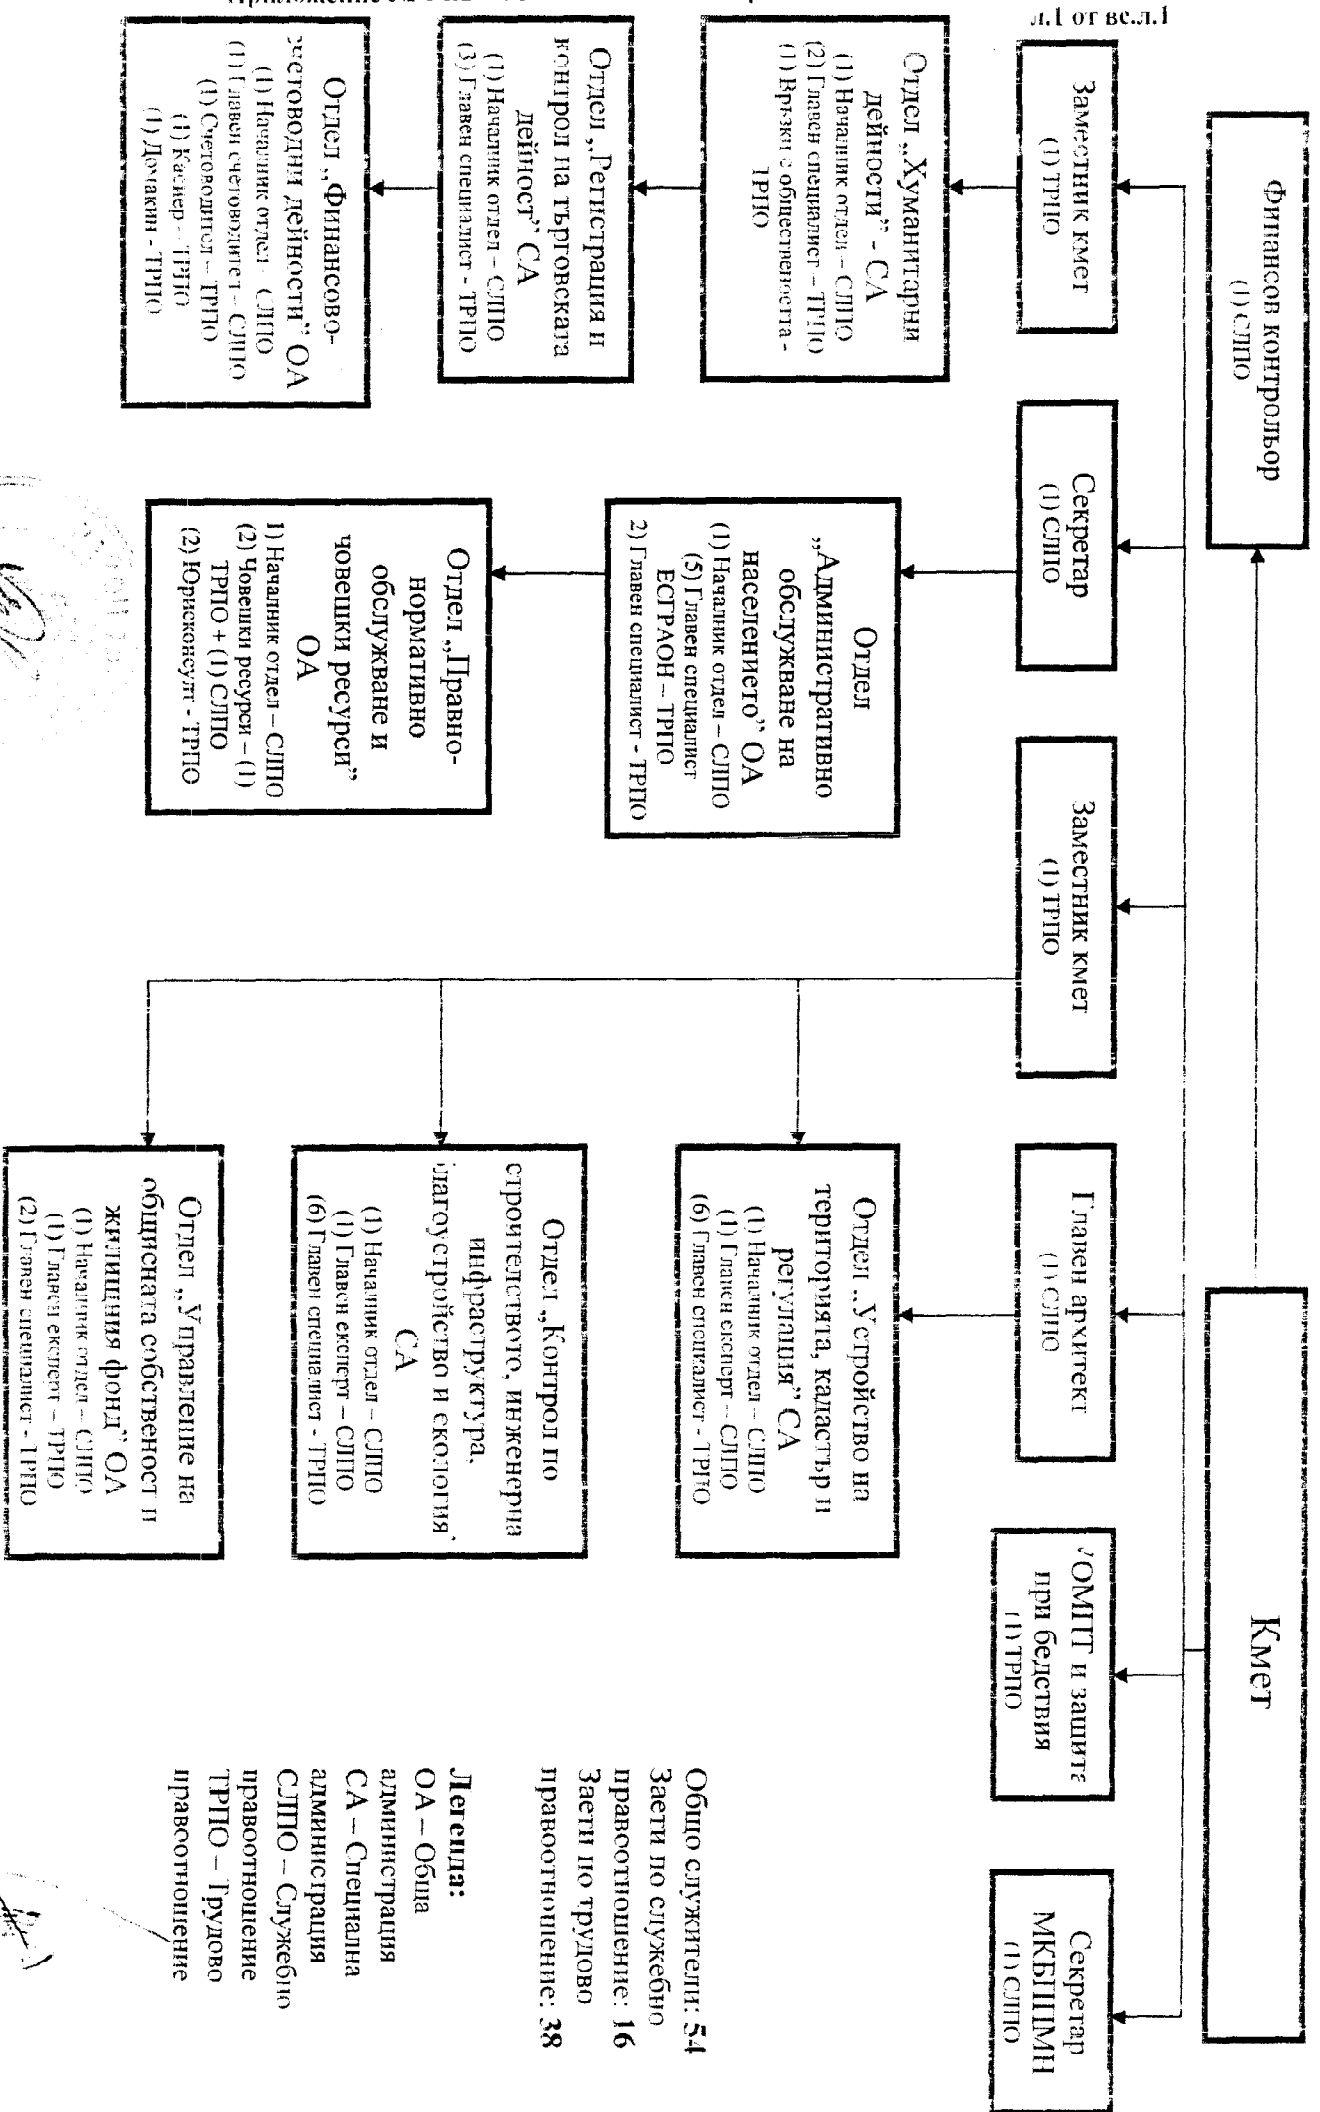 л.1 от вс.л.1
Кмет
Финансов контрольор
(1) СЛПО
Заместник кмет
(1) ТРПО
Секретар
(1) СЛПО
Заместник кмет
(1) ТРПО
Главен архитект
(1) СЛПО
ОМПТ и защита
при бедствия
(1) ТРПО
Секретар
МКБППМН
(1) СЛПО
Отдел „Хуманитарни
дейности” - СА
(1) Началник отдел – СЛПО
(2) Главен специалист – ТРПО
(1) Връзки с обществеността -
ТРПО
Отдел „Регистрация и
контрол на търговската
дейност” СА
(1) Началник отдел – СЛПО
(3) Главен специалист - ТРПО
Отдел „Финансово-
счетоводни дейности” ОА
(1) Началник отдел - СЛПО
(1) Главен счетоводител – СЛПО
(1) Счетоводител – ТРПО
(1) Касиер – ТРПО
(1) Домакин - ТРПО
Отдел
„Административно
обслужване на
населението” ОА
(1) Началник отдел – СЛПО
(5) Главен специалист
ЕСГРАОН – ТРПО
2) Главен специалист - ТРПО
Отдел „Правно-
нормативно
обслужване и
човешки ресурси”
ОА
1) Началник отдел – СЛПО
(2) Човешки ресурси – (1)
ТРПО + (1) СЛПО
(2) Юрисконсулт - ТРПО
Отдел „Устройство на
територията, кадастър и
регулация” СА
(1) Началник отдел – СЛПО
(1) Главен експерт – СЛПО
(6) Главен специалист - ТРПО
Отдел „Контрол по
строителството, инженерна
инфраструктура,
лагоустройство и екология
СА
(1) Началник отдел – СЛПО
(1) Главен експерт – СЛПО
(6) Главен специалист - ТРПО
Отдел „Управление на
общисната собственост и
жилищния фонд” ОА
(1) Началник отдел – СЛПО
(1) Главен експерт – ТРПО
(2) Главен специалист - ТРПО
Общо служители: 54
Заети по служебно
правоотношение: 16
Заети по трудово
правоотношение: 38
Легенда:
ОА – Обща
администрация
СА – Специална
администрация
СЛПО – Служебно
правоотношение
ТРПО – Трудово
правоотношение